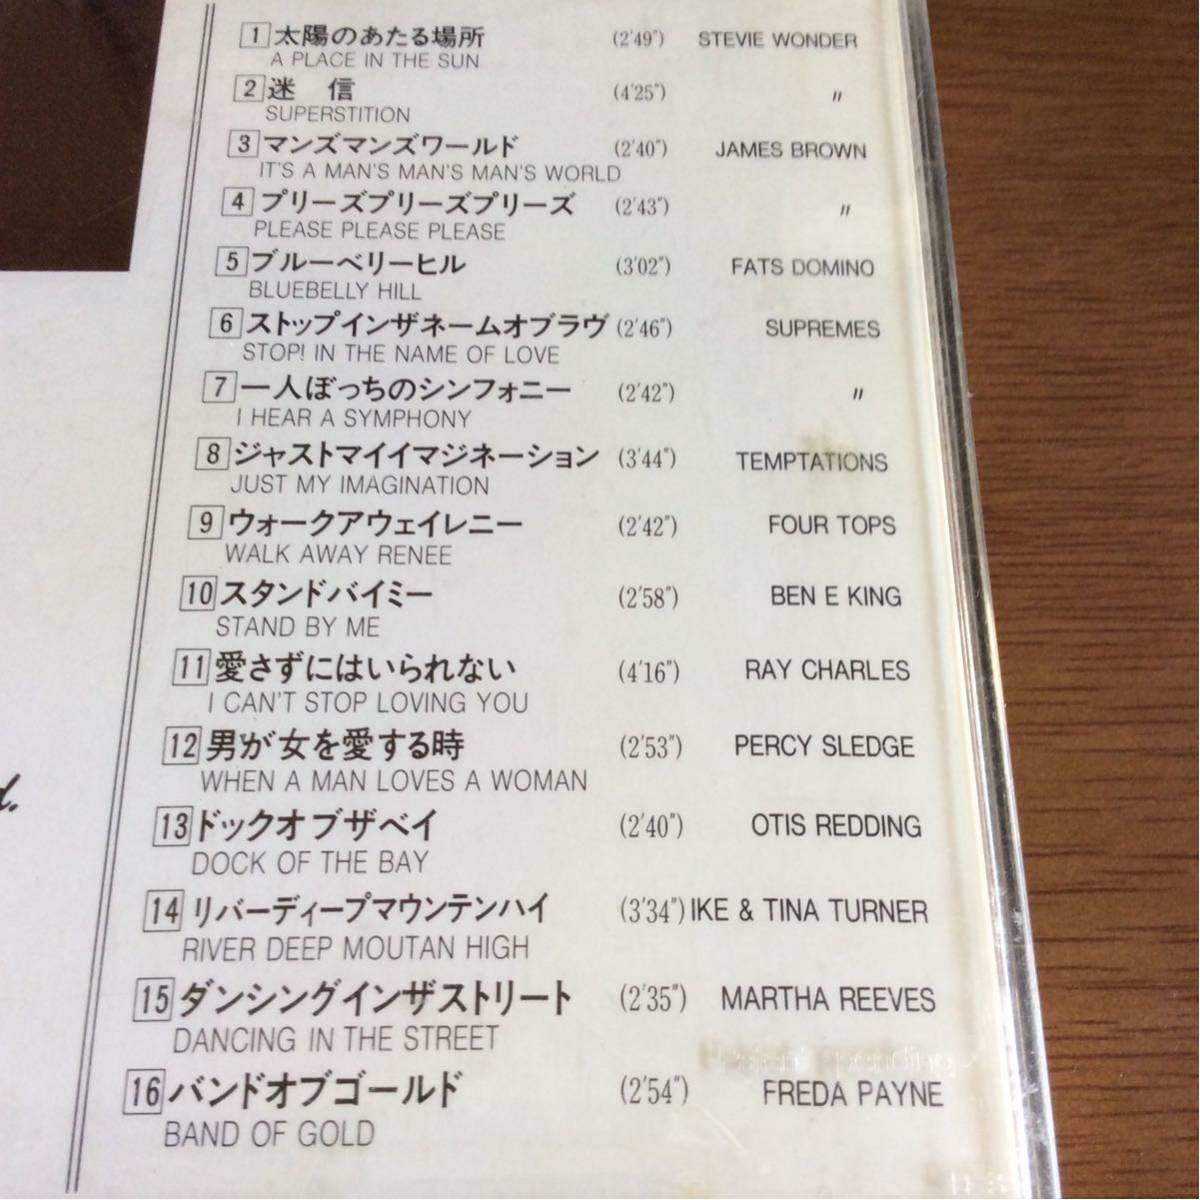 1 太陽のあたる場所 (2'49") STEVIE WONDER
A PLACE IN THE SUN
2 迷 信 (4'25") 〃
SUPERSTITION
3 マンズマンズワールド (2'40") JAMES BROWN
IT'S A MAN'S MAN'S MAN'S WORLD
4 プリーズプリーズプリーズ (2'43") 〃
PLEASE PLEASE PLEASE
5 ブルーベリーヒル (3'02") FATS DOMINO
BLUEBELLY HILL
6 ストップインザネームオブラヴ (2'46") SUPREMES
STOP! IN THE NAME OF LOVE
7 一人ぼっちのシンフォニー (2'42") 〃
I HEAR A SYMPHONY
8 ジャストマイイマジネーション (3'44") TEMPTATIONS
JUST MY IMAGINATION
9 ウォークアウェイレニー (2'42") FOUR TOPS
WALK AWAY RENEE
10 スタンドバイミー (2'58") BEN E KING
STAND BY ME
11 愛さずにはいられない (4'16") RAY CHARLES
I CAN'T STOP LOVING YOU
12 男が女を愛する時 (2'53") PERCY SLEDGE
WHEN A MAN LOVES A WOMAN
13 ドックオブザベイ (2'40") OTIS REDDING
DOCK OF THE BAY
14 リバーディープマウンテンハイ (3'34") IKE & TINA TURNER
RIVER DEEP MOUTAN HIGH
15 ダンシングインザストリート (2'35") MARTHA REEVES
DANCING IN THE STREET
Patent pending
16 バンドオブゴールド (2'54") FREDA PAYNE
BAND OF GOLD